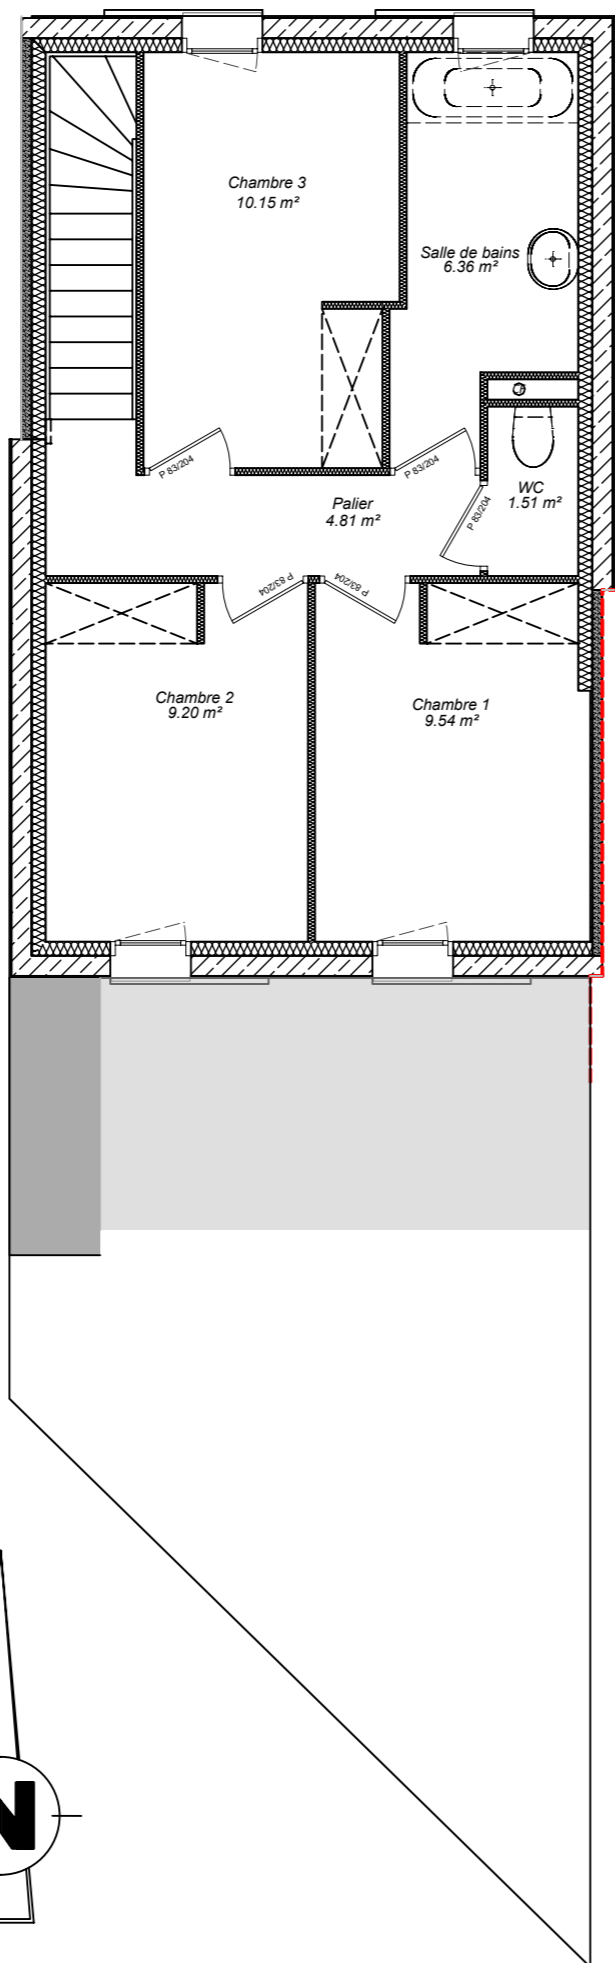 Chambre 3
10.15 m²
Salle de bains
6.36 m²
P 83/204
P 83/204
WC
1.51 m²
Palier
4.81 m²
P 83/204
P 83/204
P 83/204
Chambre 2
9.20 m²
Chambre 1
9.54 m²
N